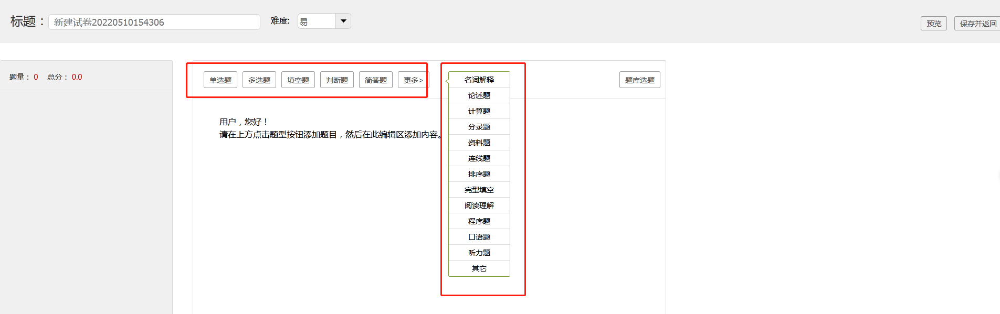 标题： 新建试卷20220510154306 难度: 易 预览 保存并返回
题量： 0 总分： 0.0
单选题 多选题 填空题 判断题 简答题 更多> 题库选题
名词解释
论述题
计算题
分录题
资料题
连线题
排序题
完型填空
阅读理解
程序题
口语题
听力题
其它
用户，您好！
请在上方点击题型按钮添加题目，然后在此编辑区添加内容。